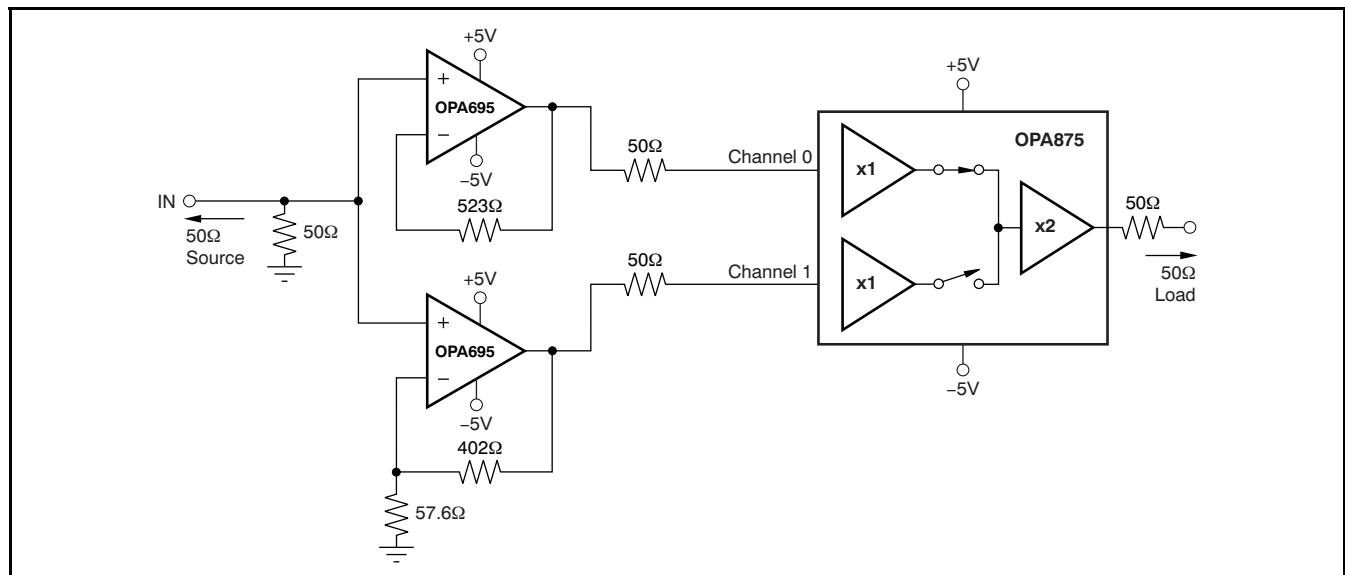 +5V
+
OPA695
−
−5V
523Ω
50Ω
Channel 0
+5V
OPA875
x1
x1
x2
50Ω
50Ω
Load
−5V
IN
50Ω
Source
50Ω
+5V
+
OPA695
−
−5V
402Ω
57.6Ω
50Ω
Channel 1